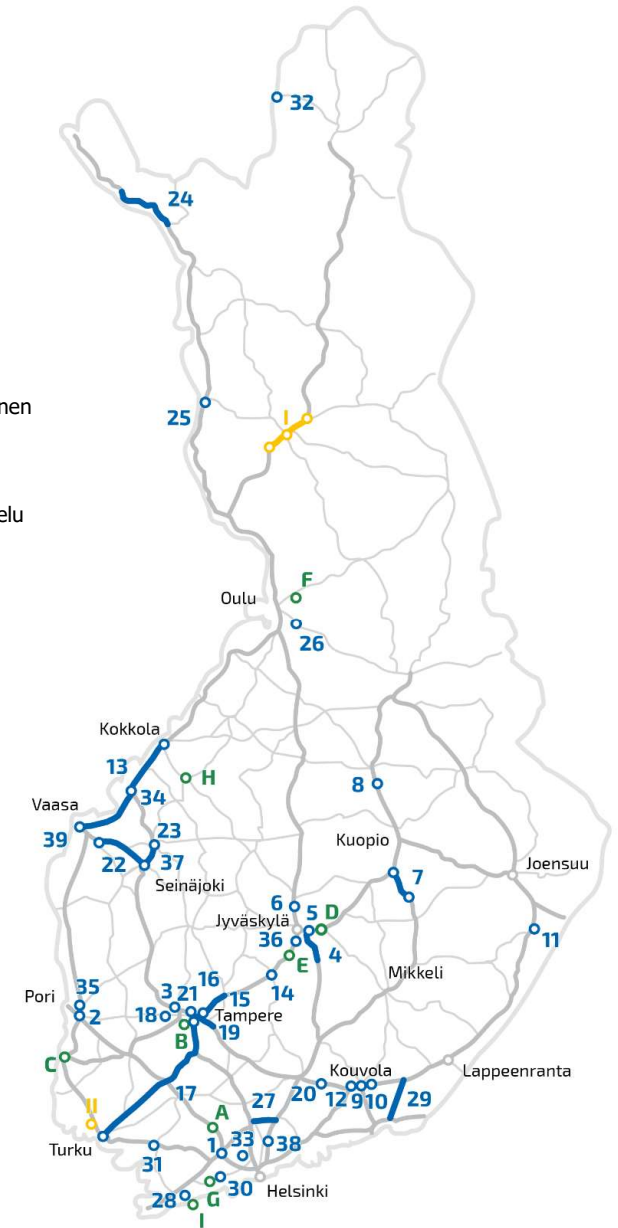 32
24
nen
25
I
elu
F
Oulu
26
Kokkola
13
H
34
8
Vaasa
39
23
22
37
Kuopio
7
Joensuu
Seinäjoki
6
5
D
Jyväskylä
36
E
4
11
14
Mikkeli
16
15
3
21
35
Pori
2
18
Tampere
19
B
C
Kouvola
Lappeenranta
20
12
9
10
29
17
27
II
A
Turku
1
33
38
31
30
Helsinki
28
G
I